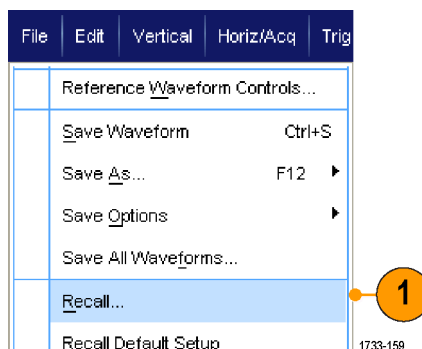 File Edit Vertical Horiz/Acq Trig
Reference Waveform Controls...
Save Waveform Ctrl+S
Save As... F12
Save Options
Save All Waveforms...
Recall... 1
Recall Default Setup
1733-159